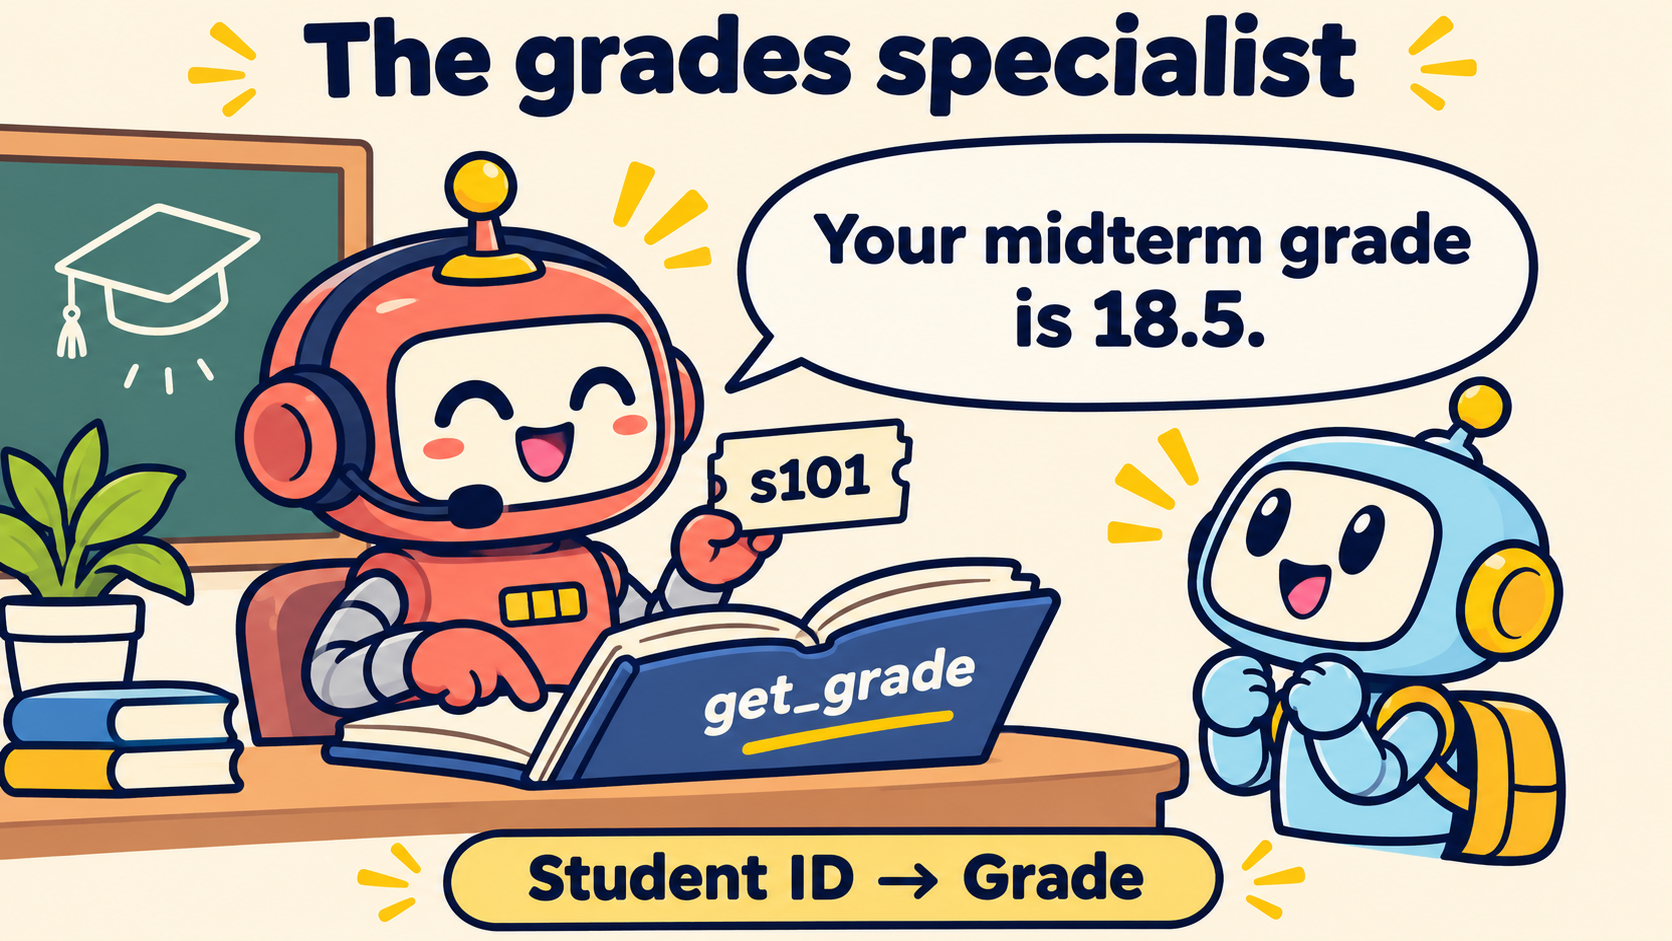 The grades specialist
Your midterm grade
is 18.5.
s101
get_grade
Student ID → Grade